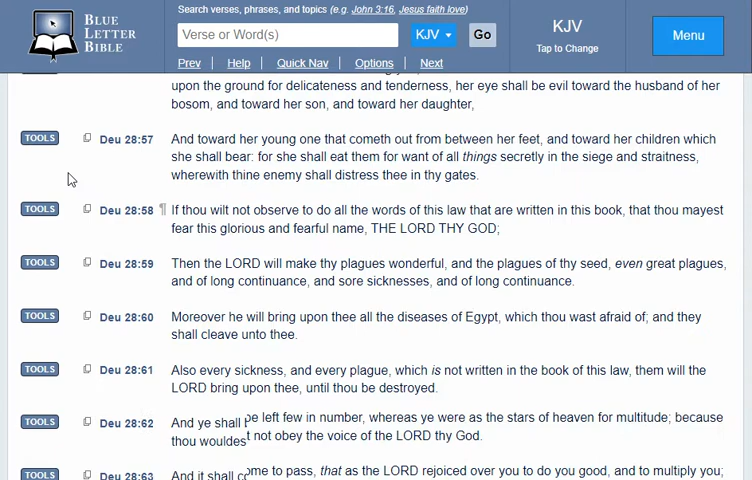 BLUE
LETTER
BIBLE
Search verses, phrases, and topics (e.g. John 3:16, Jesus faith love)
Verse or Word(s)
KJV
Go
Prev Help Quick Nav Options Next
KJV
Tap to Change
Menu
upon the ground for delicateness and tenderness, her eye shall be evil toward the husband of her
bosom, and toward her son, and toward her daughter,
TOOLS Deu 28:57 And toward her young one that cometh out from between her feet, and toward her children which
she shall bear: for she shall eat them for want of all things secretly in the siege and straitness,
wherewith thine enemy shall distress thee in thy gates.
TOOLS Deu 28:58 ¶ If thou wilt not observe to do all the words of this law that are written in this book, that thou mayest
fear this glorious and fearful name, THE LORD THY GOD;
TOOLS Deu 28:59 Then the LORD will make thy plagues wonderful, and the plagues of thy seed, even great plagues,
and of long continuance, and sore sicknesses, and of long continuance.
TOOLS Deu 28:60 Moreover he will bring upon thee all the diseases of Egypt, which thou wast afraid of; and they
shall cleave unto thee.
TOOLS Deu 28:61 Also every sickness, and every plague, which is not written in the book of this law, them will the
LORD bring upon thee, until thou be destroyed.
TOOLS Deu 28:62 And ye shall be left few in number, whereas ye were as the stars of heaven for multitude; because
thou wouldest not obey the voice of the LORD thy God.
TOOLS Deu 28:63 And it shall come to pass, that as the LORD rejoiced over you to do you good, and to multiply you;